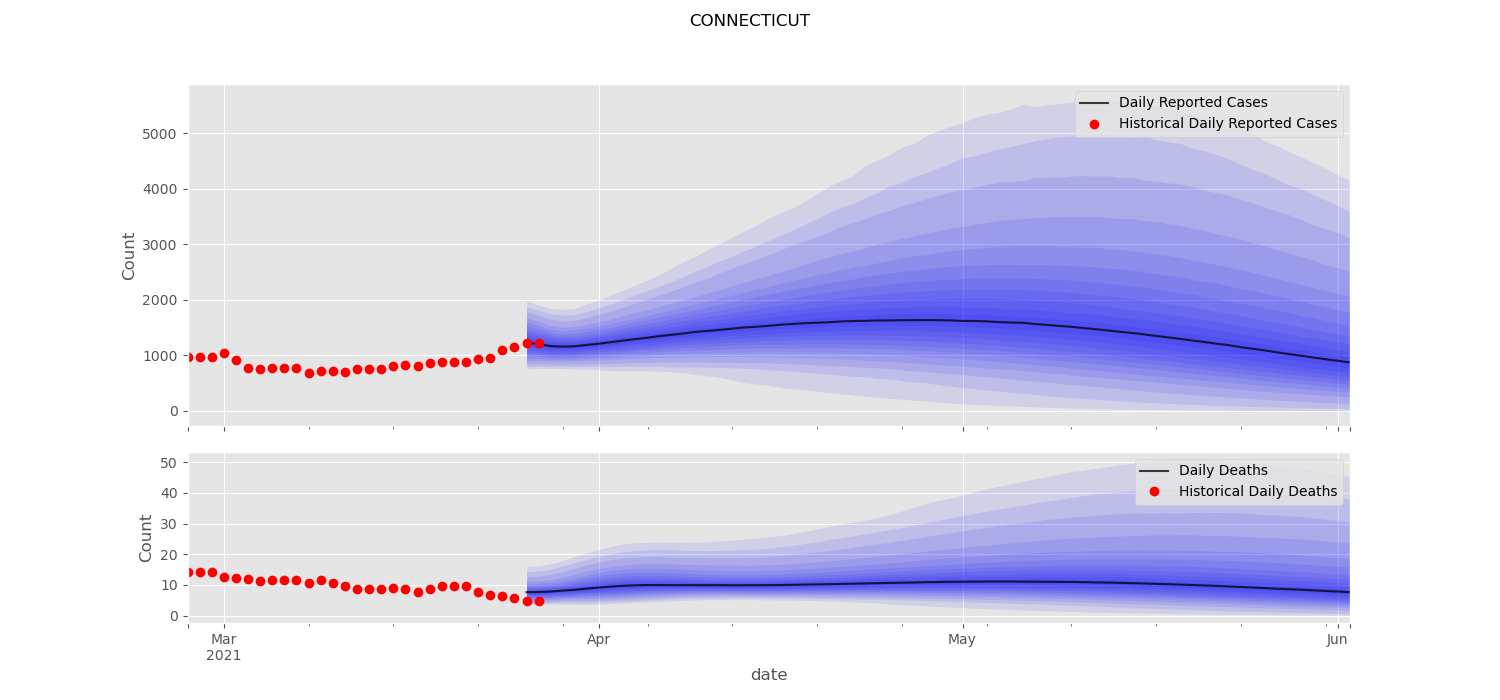 CONNECTICUT
Daily Reported Cases
Historical Daily Reported Cases
5000
4000
3000
2000
1000
0
Count
Daily Deaths
Historical Daily Deaths
50
40
30
20
10
0
Count
Mar Apr May Jun
2021
date